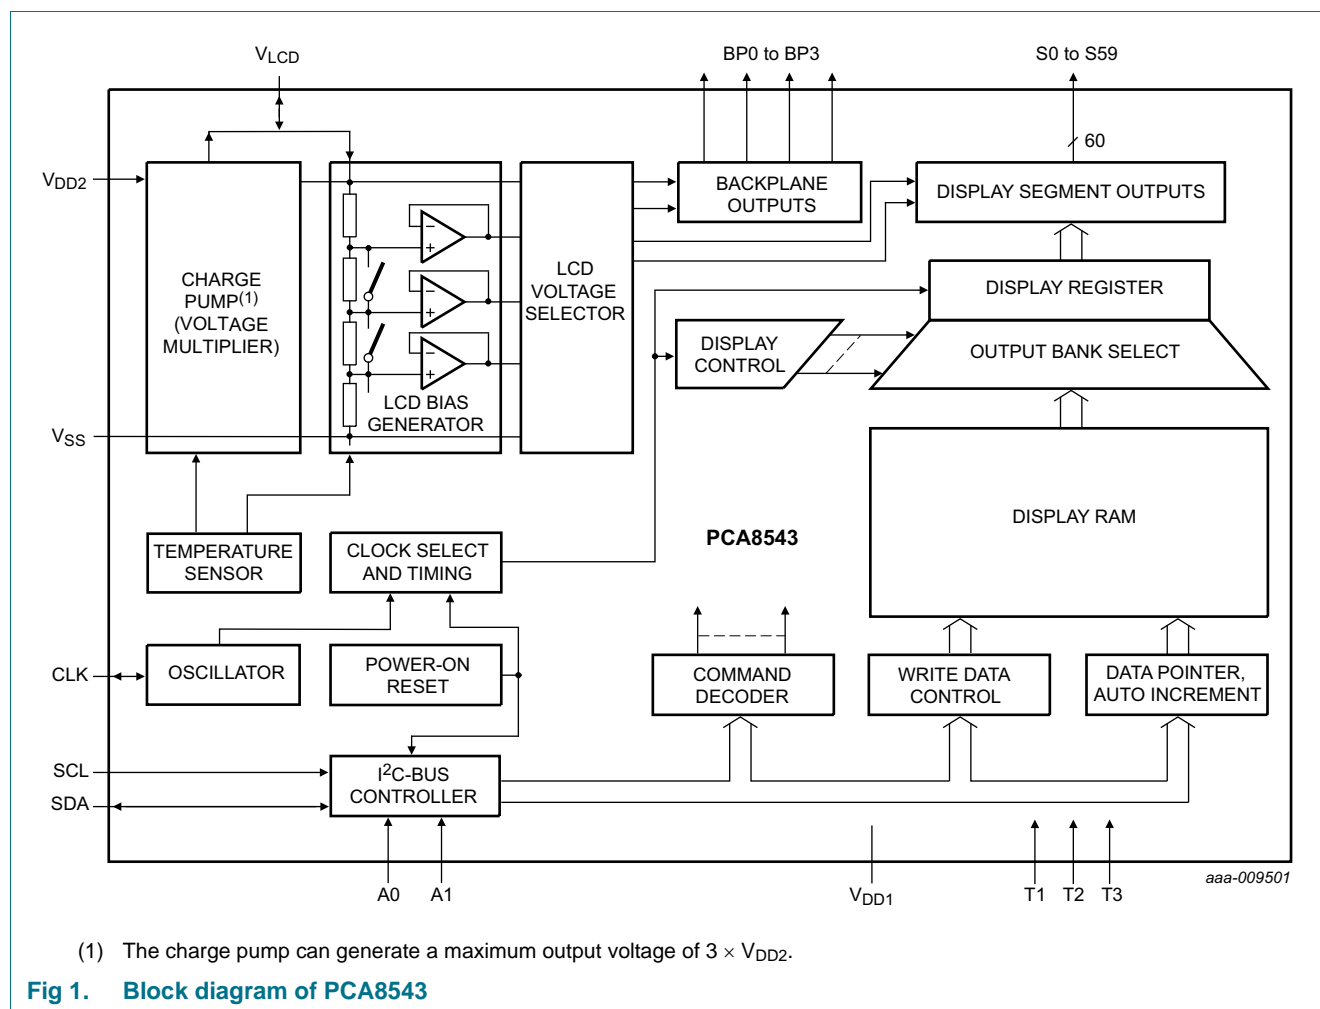 VLCD
BP0 to BP3
S0 to S59
60
VDD2
BACKPLANE
OUTPUTS
DISPLAY SEGMENT OUTPUTS
CHARGE
PUMP(1)
(VOLTAGE
MULTIPLIER)
−
+
−
+
−
+
LCD BIAS
GENERATOR
LCD
VOLTAGE
SELECTOR
DISPLAY REGISTER
DISPLAY
CONTROL
OUTPUT BANK SELECT
VSS
DISPLAY RAM
PCA8543
TEMPERATURE
SENSOR
CLOCK SELECT
AND TIMING
CLK
OSCILLATOR
POWER-ON
RESET
COMMAND
DECODER
WRITE DATA
CONTROL
DATA POINTER,
AUTO INCREMENT
SCL
SDA
I2C-BUS
CONTROLLER
A0
A1
VDD1
T1
T2
T3
aaa-009501
(1) The charge pump can generate a maximum output voltage of 3 × VDD2.
Fig 1. Block diagram of PCA8543